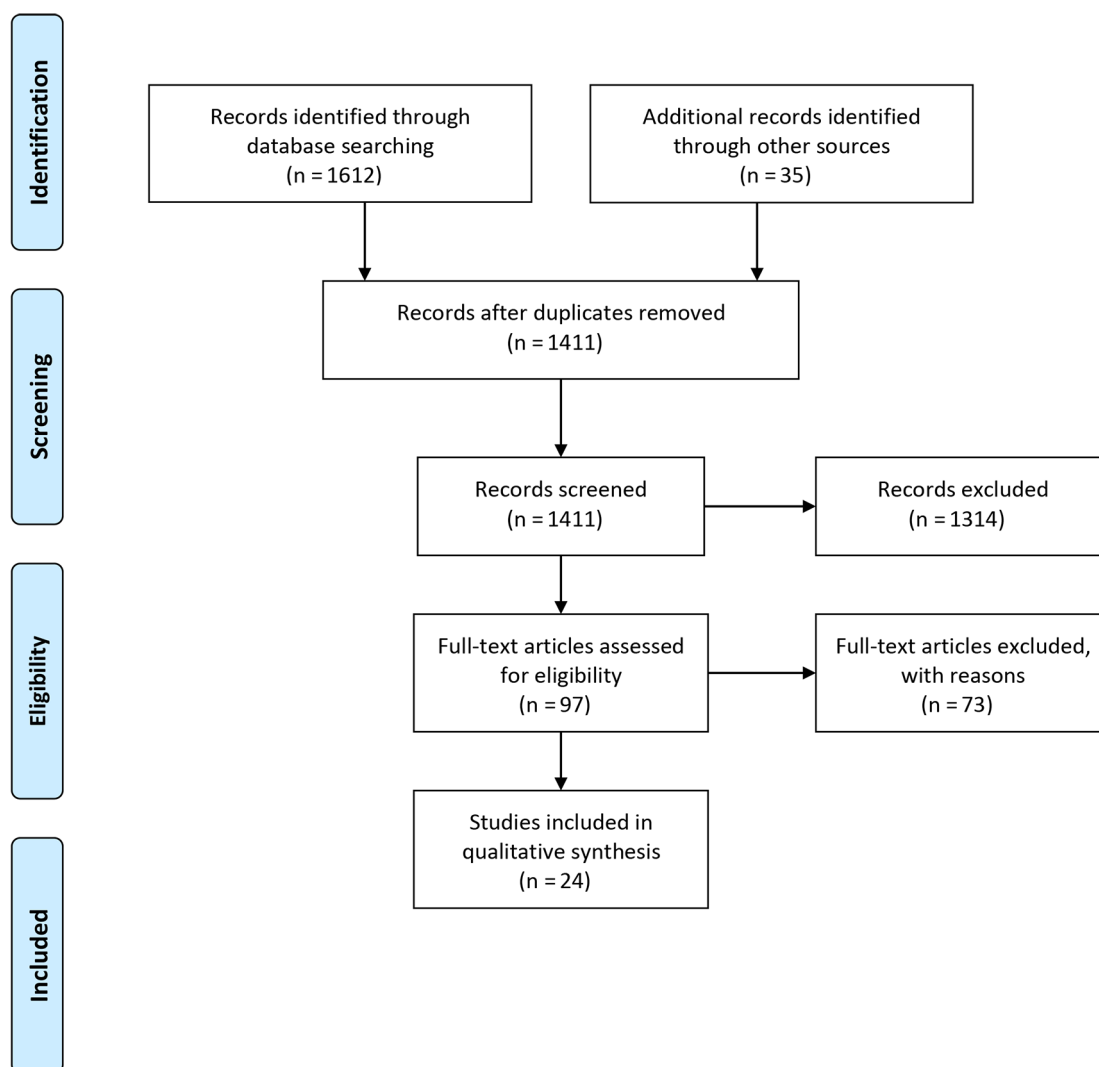 Identification
Records identified through
database searching
(n = 1612)
Additional records identified
through other sources
(n = 35)
Screening
Records after duplicates removed
(n = 1411)
Records screened
(n = 1411)
Records excluded
(n = 1314)
Eligibility
Full-text articles assessed
for eligibility
(n = 97)
Full-text articles excluded,
with reasons
(n = 73)
Included
Studies included in
qualitative synthesis
(n = 24)